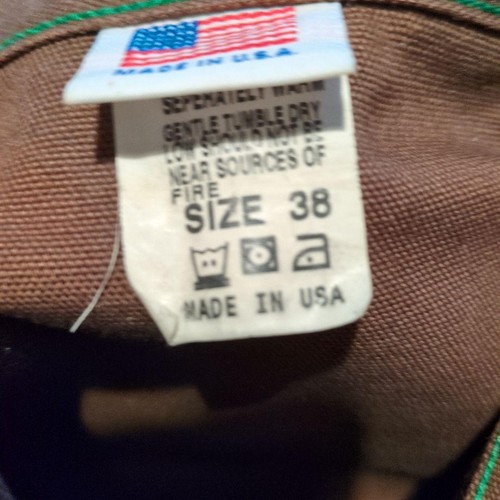 MADE IN U.S.A.
SEPERATELY WARM
GENTLE TUMBLE DRY
LOW SHOULD NOT BE
NEAR SOURCES OF
FIRE
SIZE 38
MADE IN USA